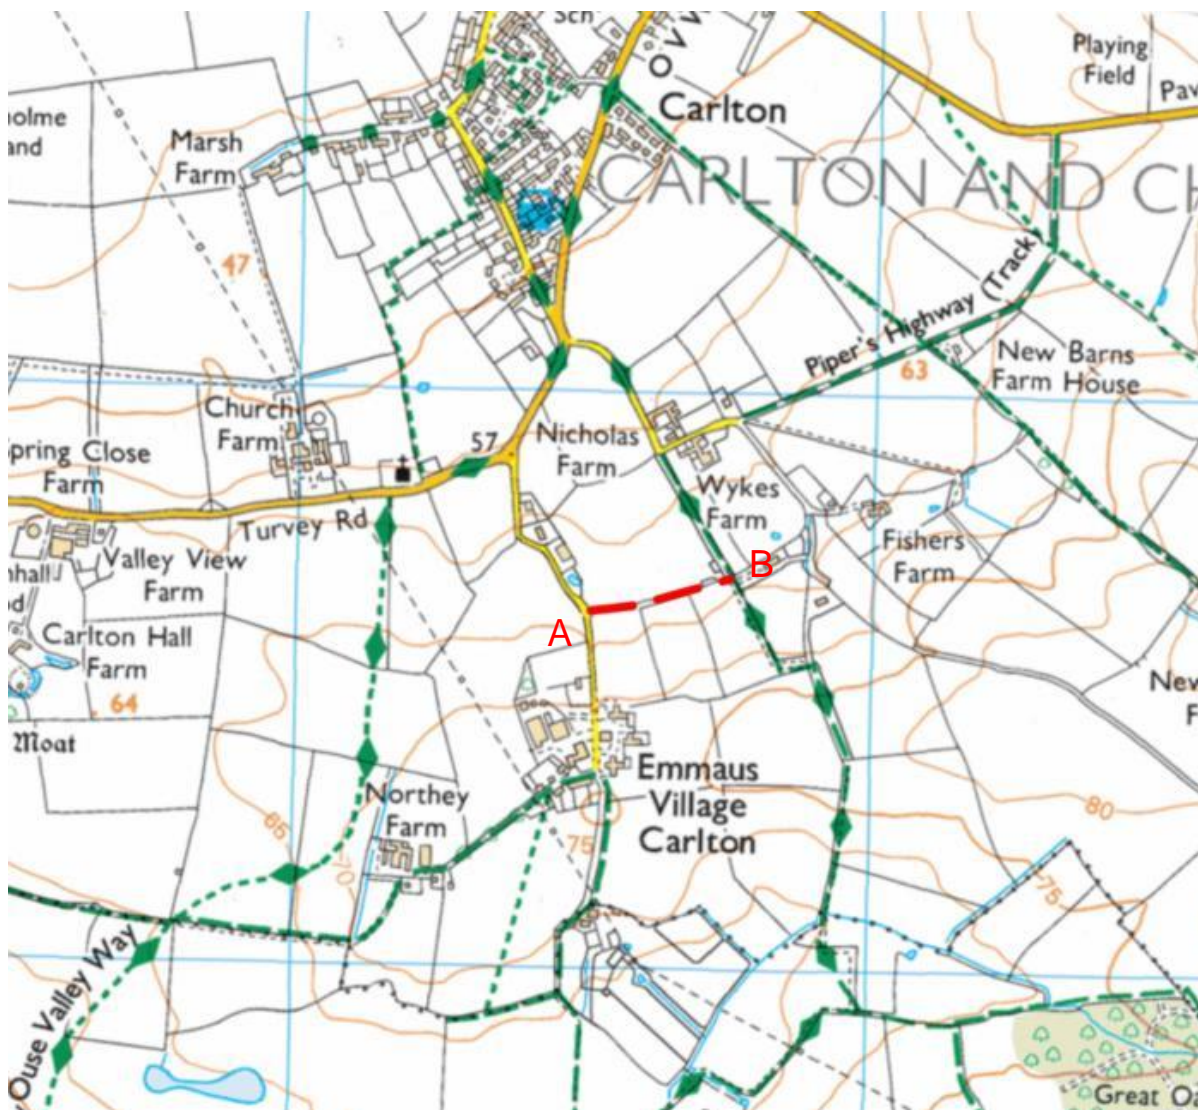 Sch
Carlton
Playing
Field
Pav
olme
and
Marsh
Farm
CARLTON AND CH
47
Piper's Highway (Track
63
New Barns
Farm House
Church
Farm
57
Nicholas
Farm
pring Close
Farm
Wykes
Farm
Turvey Rd
Valley View
Farm
Fishers
Farm
B
nhall
d
A
Carlton Hall
Farm
64
New
F
Moat
Emmaus
Village
Carlton
Northey
Farm
80
65
70
75
75
Ouse Valley Way
Great Oa